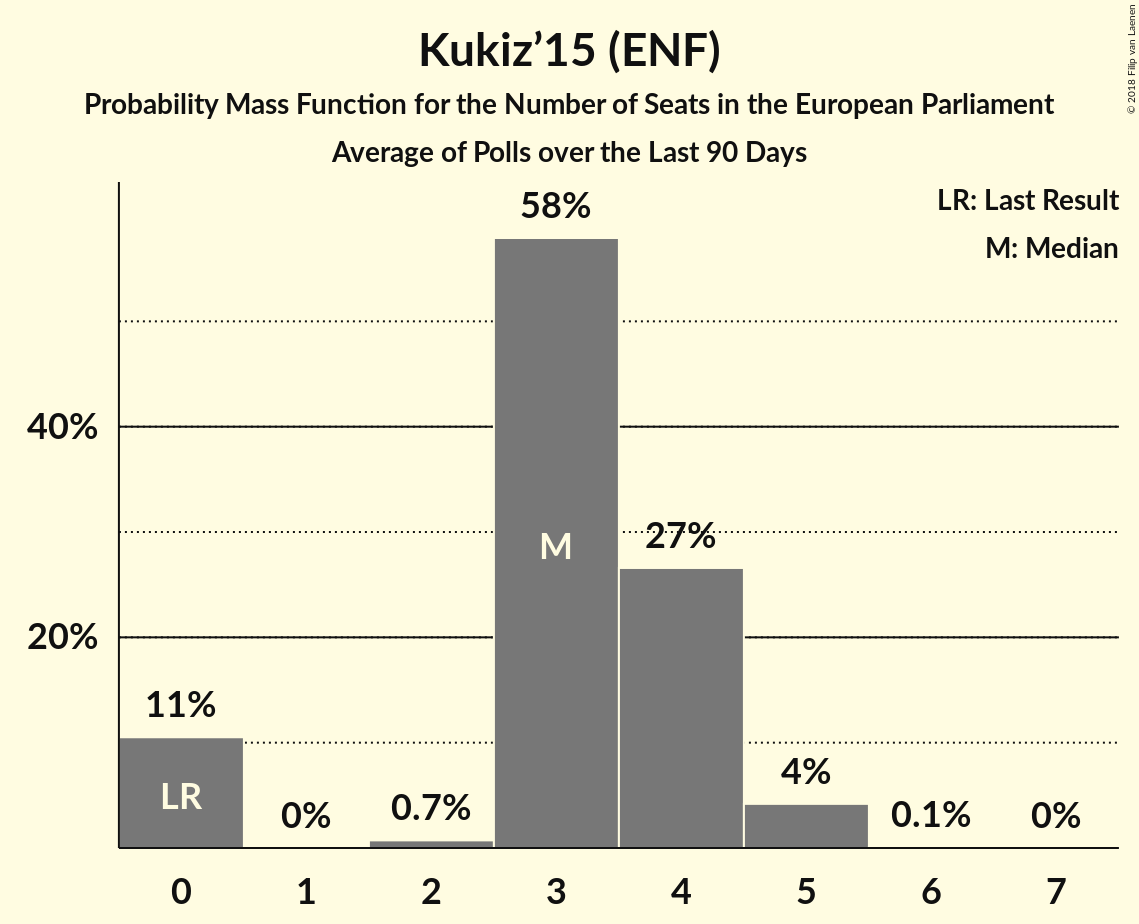 Kukiz’15 (ENF)
Probability Mass Function for the Number of Seats in the European Parliament
Average of Polls over the Last 90 Days
© 2018 Filip van Laenen
LR: Last Result
M: Median
58%
40%
M
27%
20%
11%
LR
0%
0.7%
4%
0.1%
0%
0 1 2 3 4 5 6 7